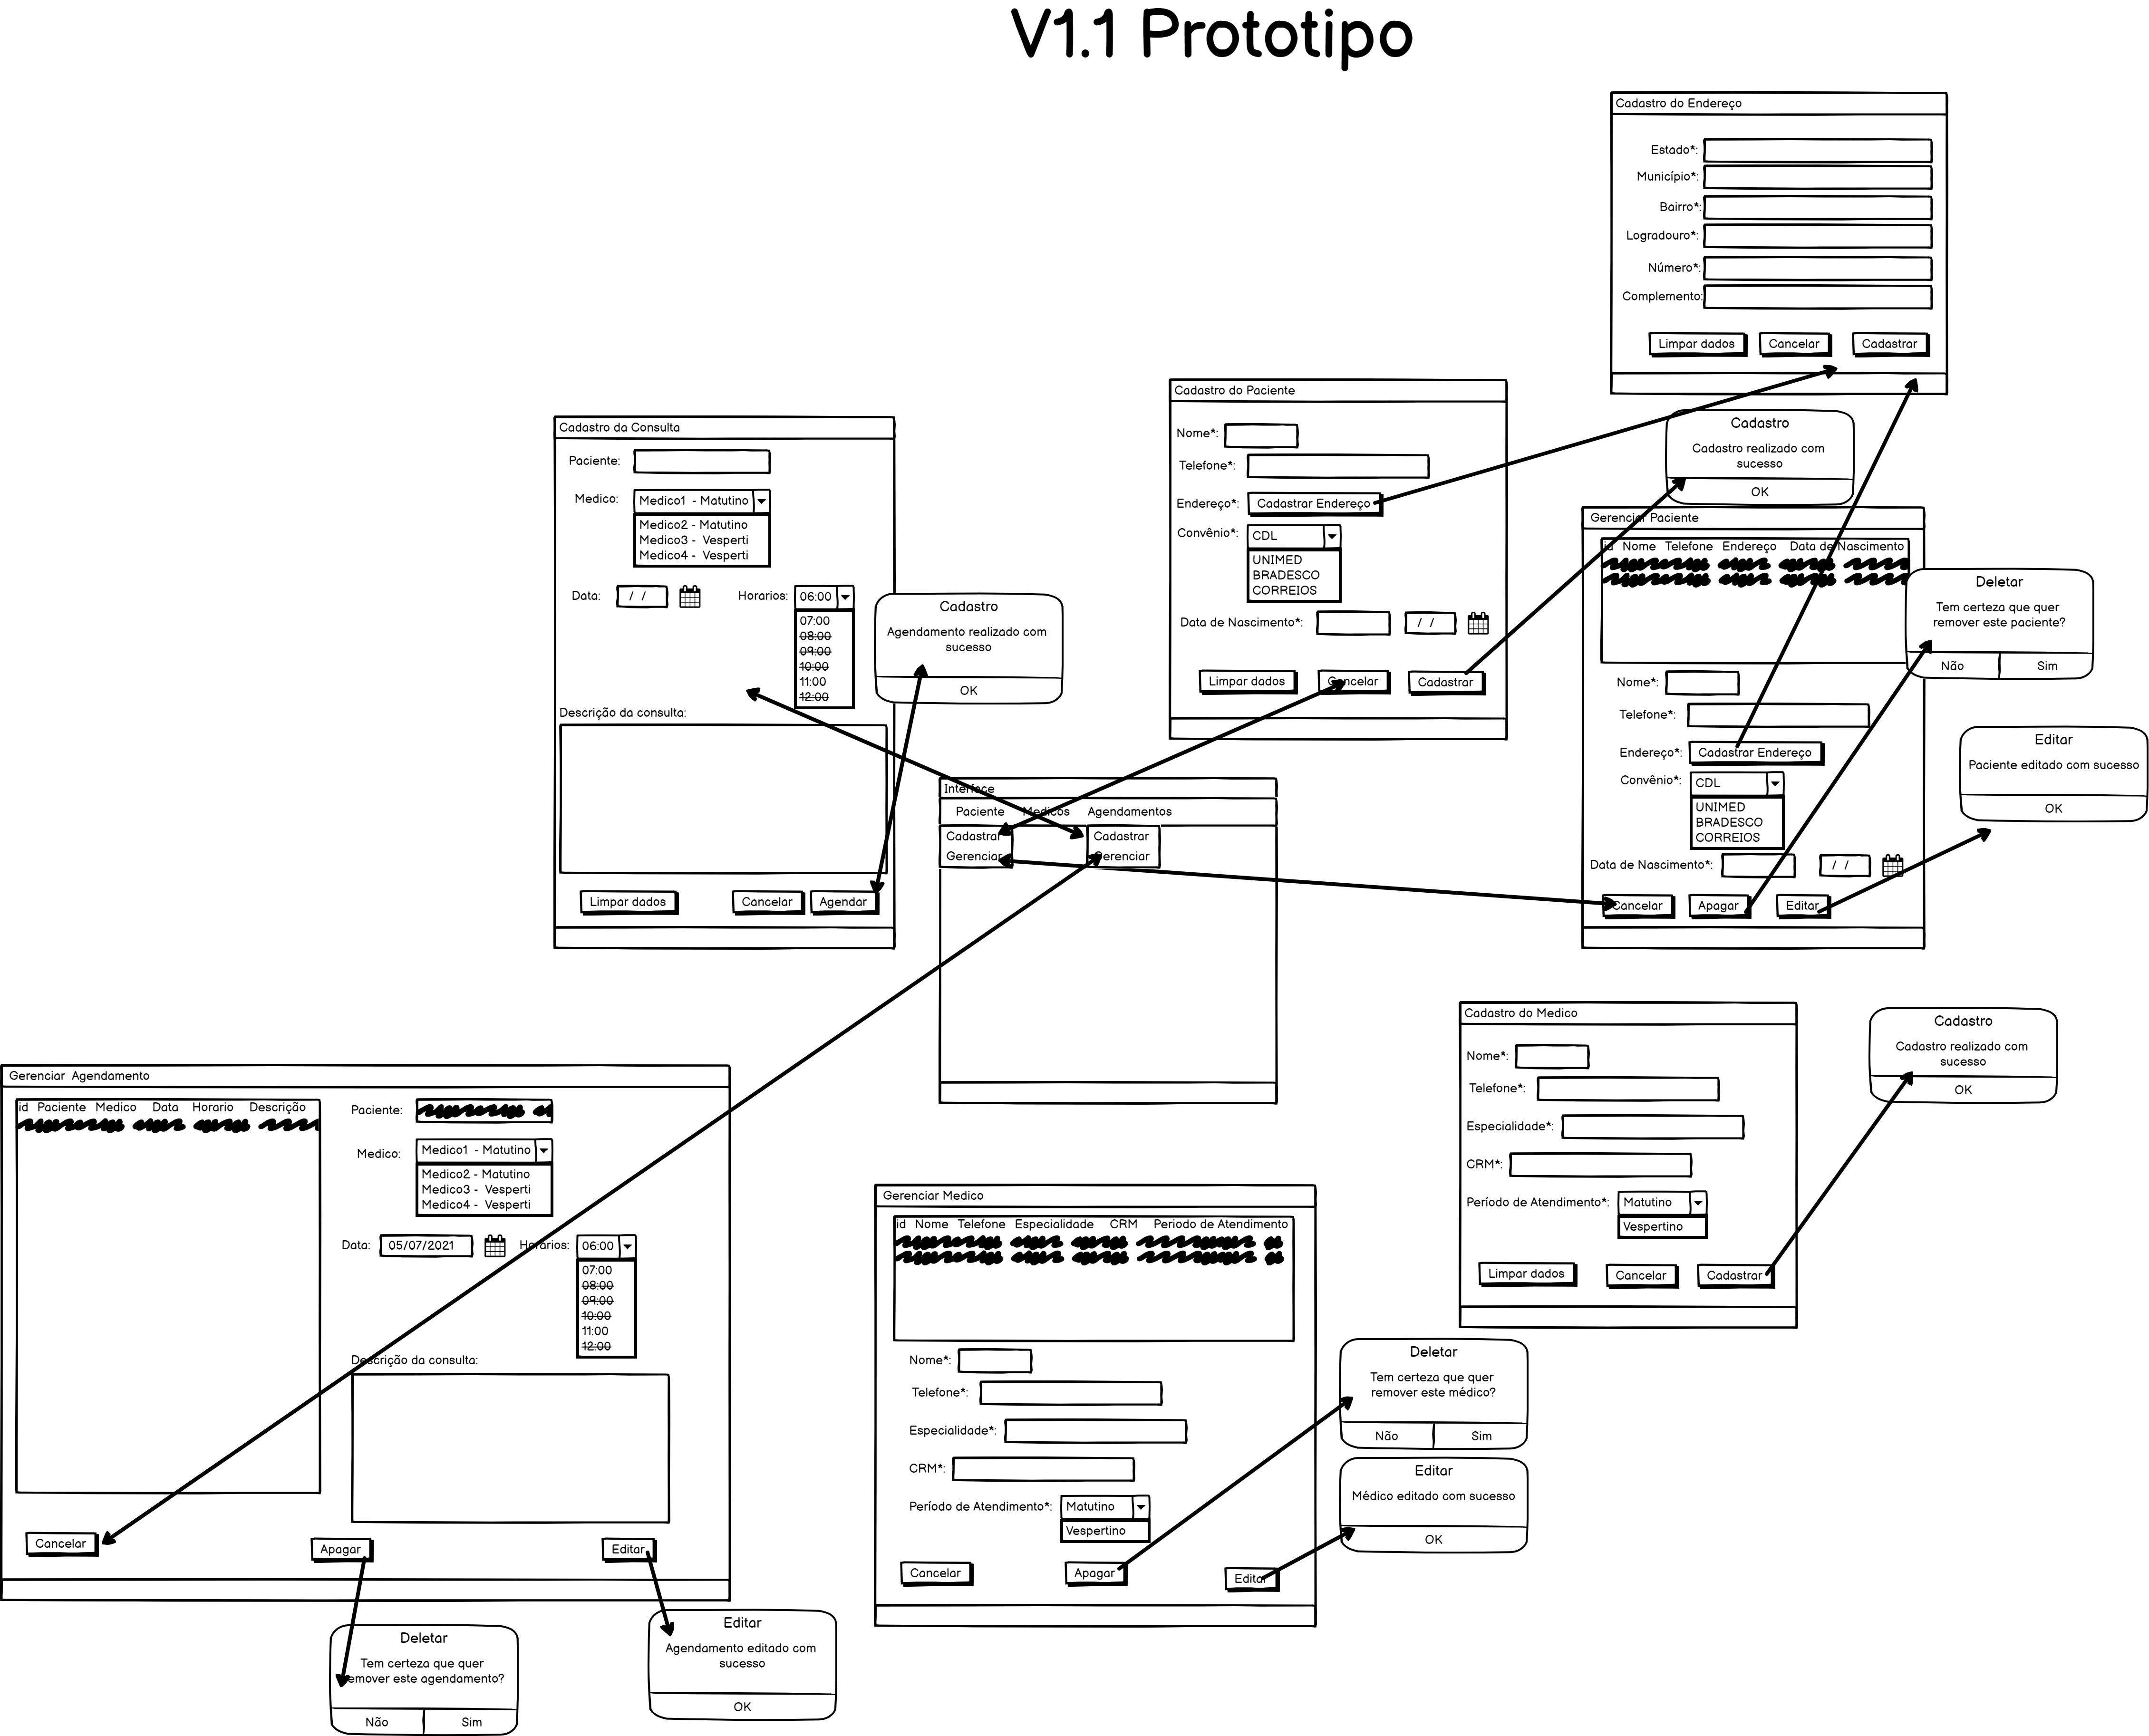 V1.1 Prototipo
Cadastro do Endereço
Estado*:
Município*:
Bairro*:
Logradouro*:
Número*:
Complemento:
Limpar dados Cancelar Cadastrar
Cadastro do Paciente
Nome*:
Telefone*:
Endereço*: Cadastrar Endereço
Convênio*: CDL
UNIMED
BRADESCO
CORREIOS
Data de Nascimento*: / /
Limpar dados Cancelar Cadastrar
Cadastro
Cadastro realizado com
sucesso
OK
Cadastro da Consulta
Paciente:
Medico: Medico1 - Matutino
Medico2 - Matutino
Medico3 - Vesperti
Medico4 - Vesperti
Data: / / Horarios: 06:00
07:00
08:00
09:00
10:00
11:00
12:00
Descrição da consulta:
Limpar dados Cancelar Agendar
Cadastro
Agendamento realizado com
sucesso
OK
Gerenciar Paciente
id Nome Telefone Endereço Data de Nascimento
Nome*:
Telefone*:
Endereço*: Cadastrar Endereço
Convênio*: CDL
UNIMED
BRADESCO
CORREIOS
Data de Nascimento*: / /
Cancelar Apagar Editar
Deletar
Tem certeza que quer
remover este paciente?
Não Sim
Editar
Paciente editado com sucesso
OK
Interface
Paciente Medicos Agendamentos
Cadastrar Cadastrar
Gerenciar Gerenciar
Cadastro do Medico
Nome*:
Telefone*:
Especialidade*:
CRM*:
Período de Atendimento*: Matutino
Vespertino
Limpar dados Cancelar Cadastrar
Cadastro
Cadastro realizado com
sucesso
OK
Gerenciar Agendamento
id Paciente Medico Data Horario Descrição
Paciente:
Medico: Medico1 - Matutino
Medico2 - Matutino
Medico3 - Vesperti
Medico4 - Vesperti
Data: 05/07/2021 Horarios: 06:00
07:00
08:00
09:00
10:00
11:00
12:00
Descrição da consulta:
Cancelar Apagar Editar
Deletar
Tem certeza que quer
remover este agendamento?
Não Sim
Editar
Agendamento editado com
sucesso
OK
Gerenciar Medico
id Nome Telefone Especialidade CRM Periodo de Atendimento
Nome*:
Telefone*:
Especialidade*:
CRM*:
Período de Atendimento*: Matutino
Vespertino
Cancelar Apagar Editar
Deletar
Tem certeza que quer
remover este médico?
Não Sim
Editar
Médico editado com sucesso
OK